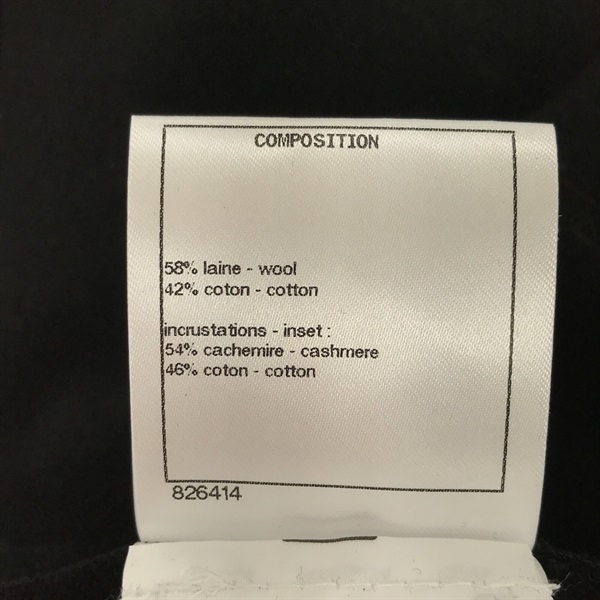 COMPOSITION
58% laine - wool
42% coton - cotton
incrustations - inset :
54% cachemire - cashmere
46% coton - cotton
826414